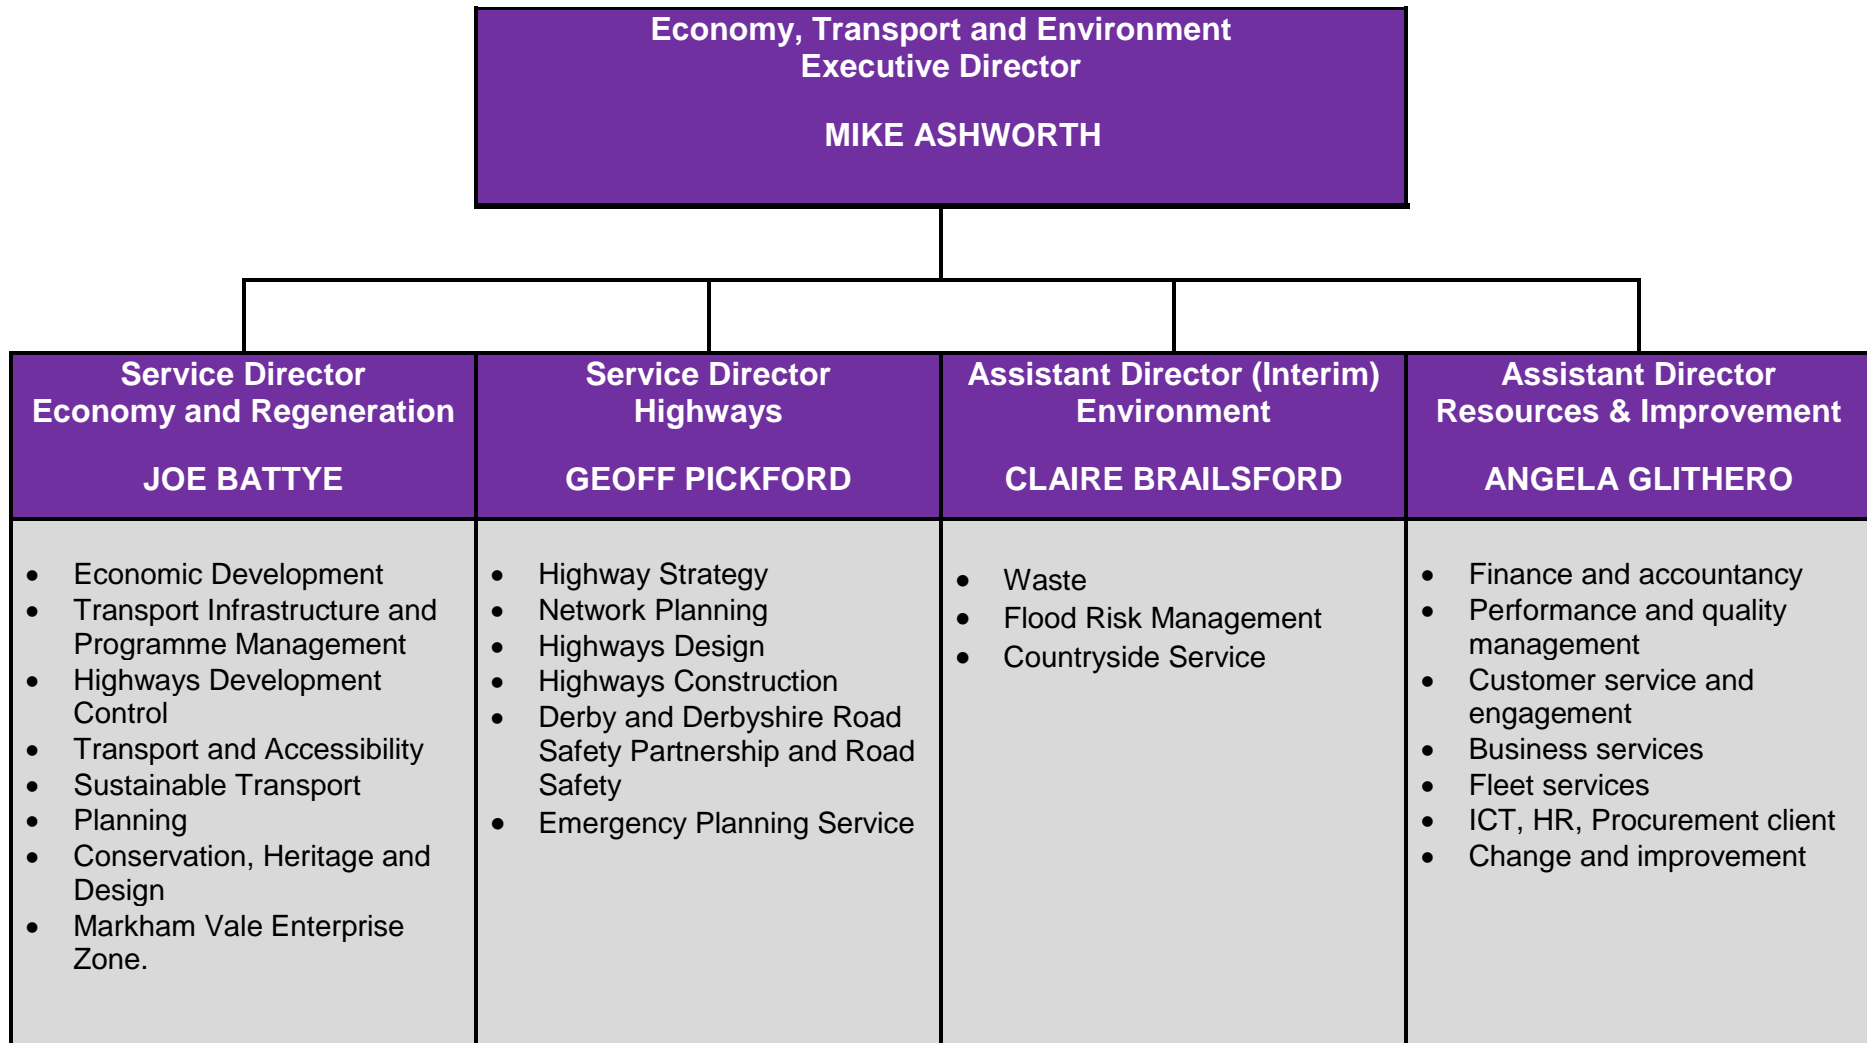 Economy, Transport and Environment
Executive Director
MIKE ASHWORTH
Service Director
Economy and Regeneration
JOE BATTYE
Service Director
Highways
GEOFF PICKFORD
Assistant Director (Interim)
Environment
CLAIRE BRAILSFORD
Assistant Director
Resources & Improvement
ANGELA GLITHERO
• Economic Development
• Transport Infrastructure and
Programme Management
• Highways Development
Control
• Transport and Accessibility
• Sustainable Transport
• Planning
• Conservation, Heritage and
Design
• Markham Vale Enterprise
Zone.
• Highway Strategy
• Network Planning
• Highways Design
• Highways Construction
• Derby and Derbyshire Road
Safety Partnership and Road
Safety
• Emergency Planning Service
• Waste
• Flood Risk Management
• Countryside Service
• Finance and accountancy
• Performance and quality
management
• Customer service and
engagement
• Business services
• Fleet services
• ICT, HR, Procurement client
• Change and improvement